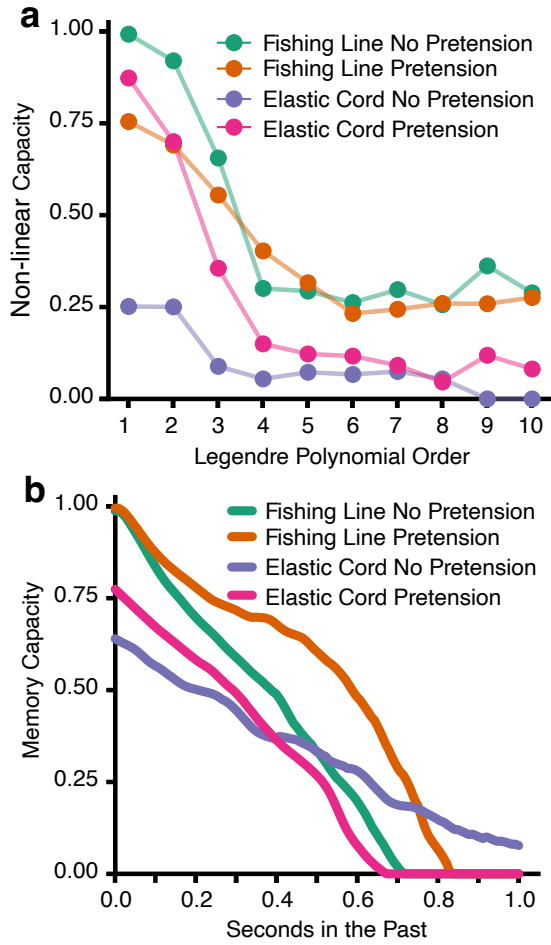 a
1.00
0.75
0.50
0.25
0.00
Non-linear Capacity
Fishing Line No Pretension
Fishing Line Pretension
Elastic Cord No Pretension
Elastic Cord Pretension
1 2 3 4 5 6 7 8 9 10
Legendre Polynomial Order
b
1.00
0.75
0.50
0.25
0.00
Memory Capacity
Fishing Line No Pretension
Fishing Line Pretension
Elastic Cord No Pretension
Elastic Cord Pretension
0.0 0.2 0.4 0.6 0.8 1.0
Seconds in the Past